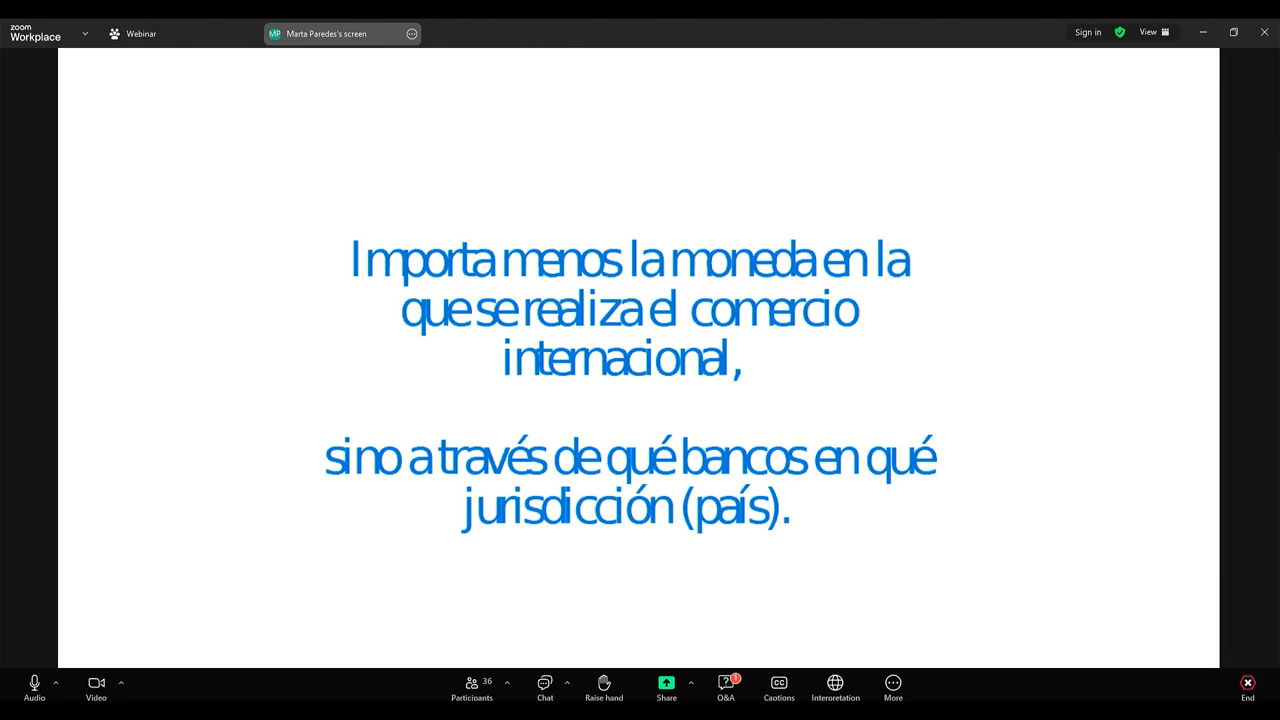 zoom
Workplace
Webinar
MP Marta Paredes's screen
Sign in
View
Importa menos la moneda en la
que se realiza el comercio
internacional,
sino a través de qué bancos en qué
jurisdicción (país).
Audio
Video
Participants 36
Chat
Raise hand
Share
Q&A 1
CC Captions
Interpretation
More
End